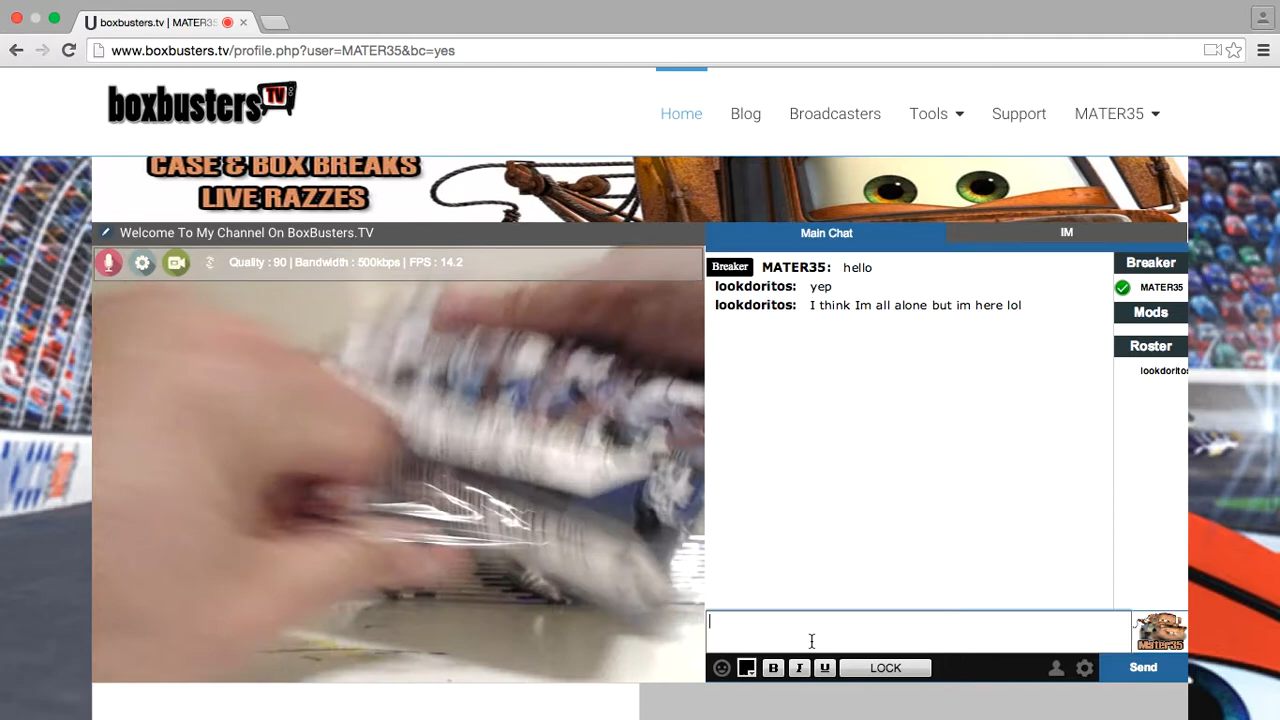 boxbusters.tv | MATER35
www.boxbusters.tv/profile.php?user=MATER35&bc=yes
boxbusters TV
Home Blog Broadcasters Tools Support MATER35
CASE & BOX BREAKS
LIVE RAZZES
Welcome To My Channel On BoxBusters.TV
Main Chat IM
Quality : 90 | Bandwidth : 500kbps | FPS : 14.2
Breaker MATER35: hello
lookdoritos: yep
I think Im all alone but im here lol
lookdoritos:
Breaker
MATER35
Mods
Roster
lookdoritos
Mater35
B I U LOCK Send